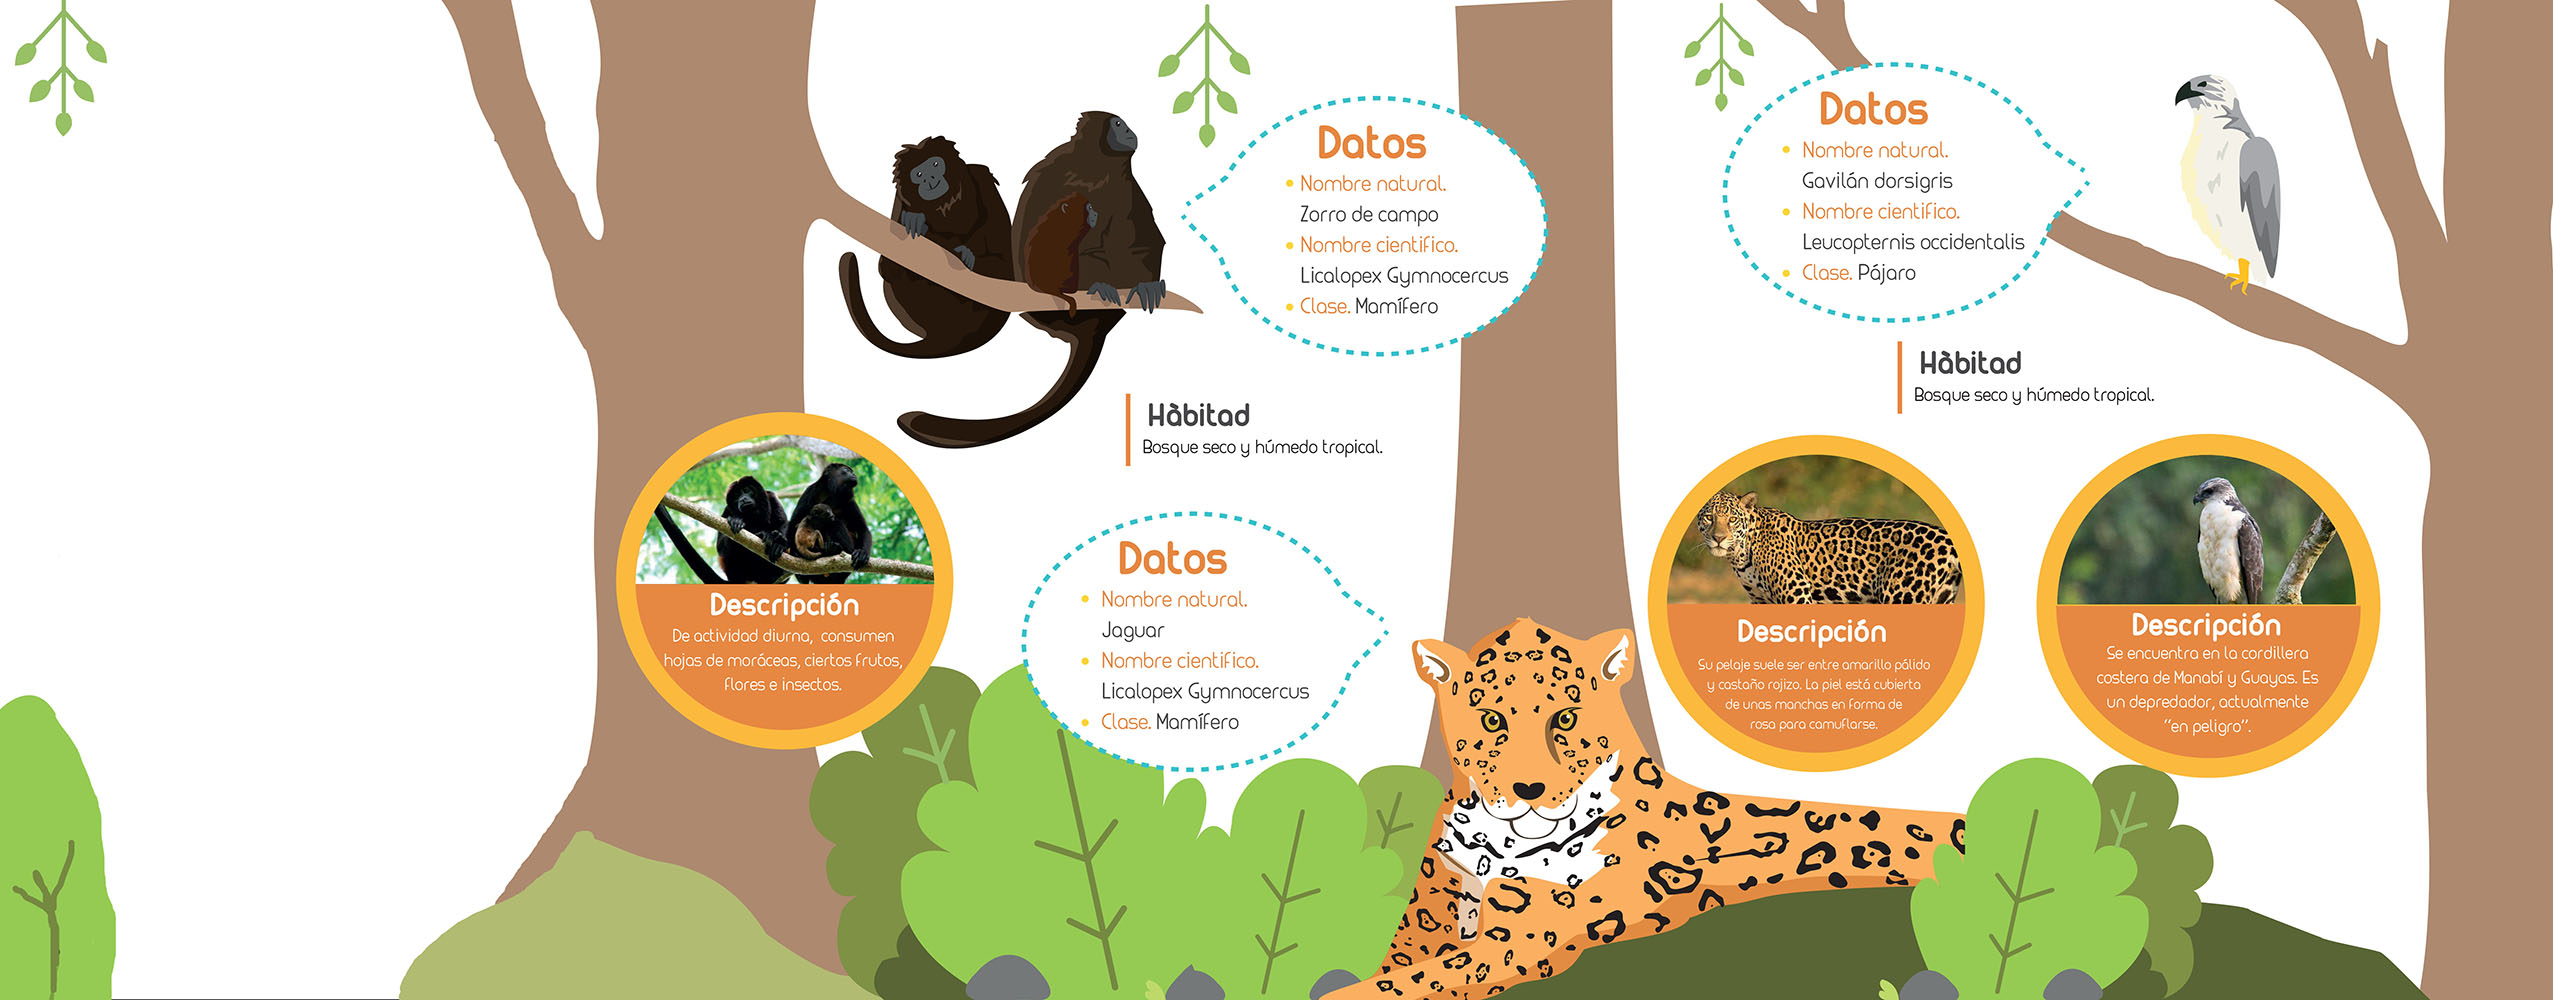 Datos
Nombre natural.
Zorro de campo
Nombre cientifico.
Licalopex Gymnocercus
Clase. Mamífero
Hàbitad
Bosque seco y húmedo tropical.
Descripción
De actividad diurna, consumen
hojas de moráceas, ciertos frutos,
flores e insectos.
Datos
Nombre natural.
Jaguar
Nombre cientifico.
Licalopex Gymnocercus
Clase. Mamífero
Datos
Nombre natural.
Gavilán dorsigris
Nombre cientifico.
Leucopternis occidentalis
Clase. Pájaro
Hàbitad
Bosque seco y húmedo tropical.
Descripción
Su pelaje suele ser entre amarillo pálido
y castaño rojizo. La piel está cubierta
de unas manchas en forma de
rosa para camuflarse.
Descripción
Se encuentra en la cordillera
costera de Manabí y Guayas. Es
un depredador, actualmente
“en peligro”.